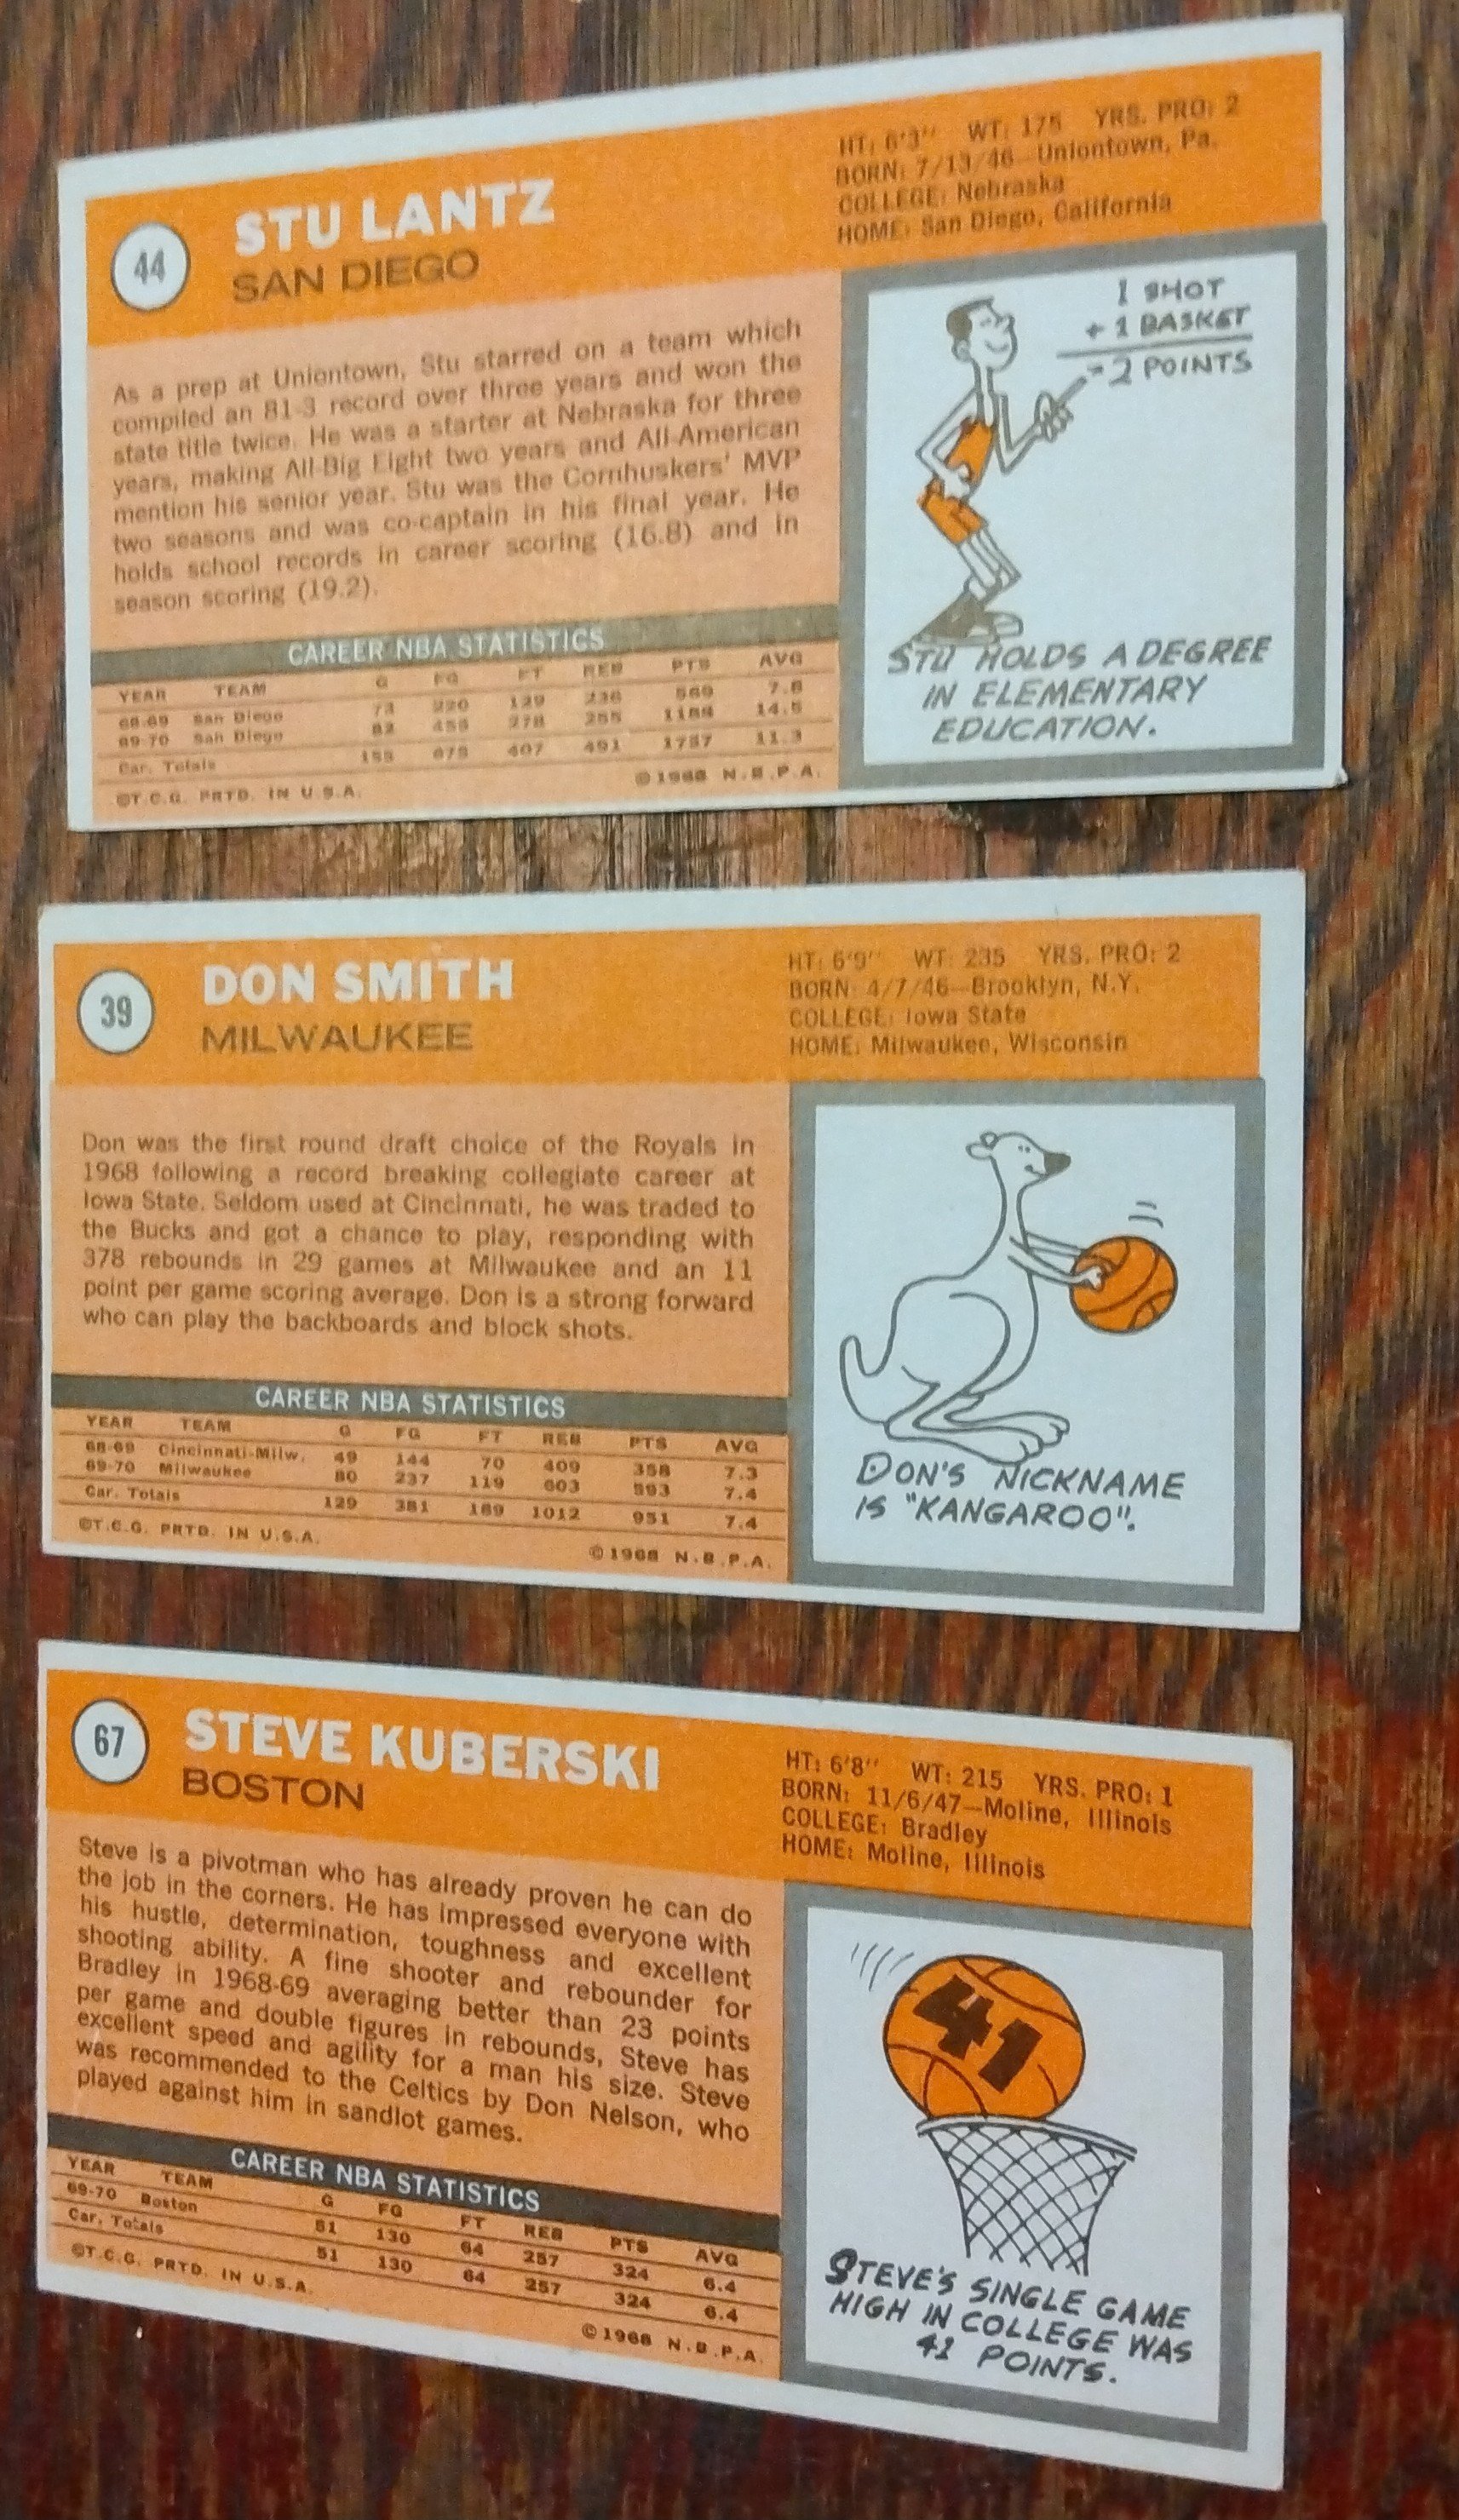 44
STU LANTZ
SAN DIEGO
HT: 6'3" WT: 175 YRS. PRO: 2
BORN: 7/13/46—Uniontown, Pa.
COLLEGE: Nebraska
HOME: San Diego, California
As a prep at Uniontown, Stu starred on a team which
compiled an 81-3 record over three years and won the
state title twice. He was a starter at Nebraska for three
years, making All-Big Eight two years and All-American
mention his senior year. Stu was the Cornhuskers' MVP
two seasons and was co-captain in his final year. He
holds school records in career scoring (16.8) and in
season scoring (19.2).
1 SHOT
+ 1 BASKET
=2 POINTS
STU HOLDS A DEGREE
IN ELEMENTARY
EDUCATION.
CAREER NBA STATISTICS
YEAR TEAM G FG FT REB PTS AVG
68-69 San Diego 73 220 129 236 569 7.8
69-70 San Diego 82 455 278 255 1188 14.5
Car. Totals 155 675 407 491 1757 11.3
©T.C.G. PRTD. IN U.S.A. ©1968 N.B.P.A.
39
DON SMITH
MILWAUKEE
HT: 6'9" WT: 235 YRS. PRO: 2
BORN: 4/7/46—Brooklyn, N.Y.
COLLEGE: Iowa State
HOME: Milwaukee, Wisconsin
Don was the first round draft choice of the Royals in
1968 following a record breaking collegiate career at
Iowa State. Seldom used at Cincinnati, he was traded to
the Bucks and got a chance to play, responding with
378 rebounds in 29 games at Milwaukee and an 11
point per game scoring average. Don is a strong forward
who can play the backboards and block shots.
DON'S NICKNAME
IS "KANGAROO".
CAREER NBA STATISTICS
YEAR TEAM G FG FT REB PTS AVG
68-69 Cincinnati-Milw. 49 144 70 409 358 7.3
69-70 Milwaukee 80 237 119 603 593 7.4
Car. Totals 129 381 189 1012 951 7.4
©T.C.G. PRTD. IN U.S.A. ©1968 N.B.P.A.
67
STEVE KUBERSKI
BOSTON
HT: 6'8" WT: 215 YRS. PRO: 1
BORN: 11/6/47—Moline, Illinois
COLLEGE: Bradley
HOME: Moline, Illinois
Steve is a pivotman who has already proven he can do
the job in the corners. He has impressed everyone with
his hustle, determination, toughness and excellent
shooting ability. A fine shooter and rebounder for
Bradley in 1968-69 averaging better than 23 points
per game and double figures in rebounds, Steve has
excellent speed and agility for a man his size. Steve
was recommended to the Celtics by Don Nelson, who
played against him in sandlot games.
41
STEVE'S SINGLE GAME
HIGH IN COLLEGE WAS
41 POINTS.
CAREER NBA STATISTICS
YEAR TEAM G FG FT REB PTS AVG
69-70 Boston 51 130 64 257 324 6.4
Car. Totals 51 130 64 257 324 6.4
©T.C.G. PRTD. IN U.S.A. ©1968 N.B.P.A.